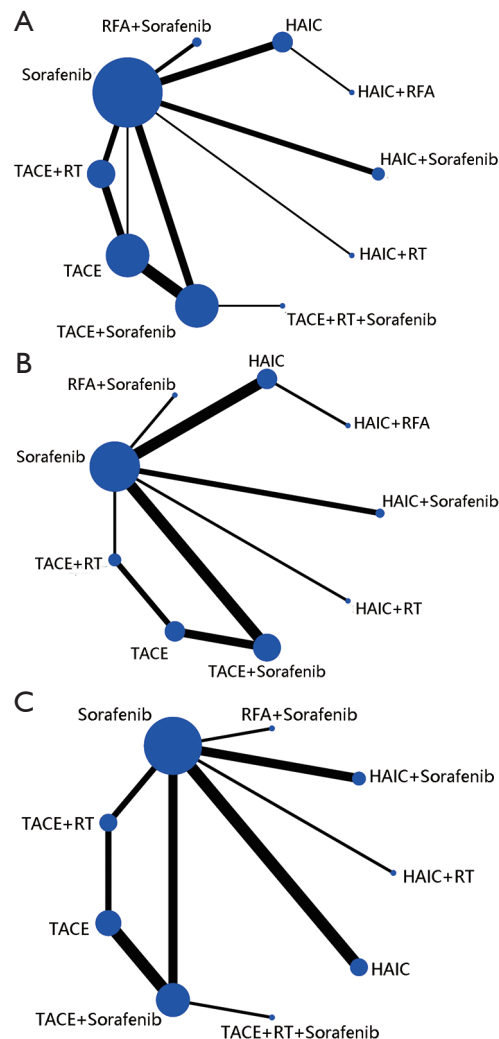 A
RFA+Sorafenib
HAIC
Sorafenib
HAIC+RFA
HAIC+Sorafenib
TACE+RT
HAIC+RT
TACE
TACE+Sorafenib
TACE+RT+Sorafenib
B
HAIC
RFA+Sorafenib
HAIC+RFA
Sorafenib
HAIC+Sorafenib
TACE+RT
HAIC+RT
TACE
TACE+Sorafenib
C
Sorafenib
RFA+Sorafenib
HAIC+Sorafenib
TACE+RT
HAIC+RT
TACE
HAIC
TACE+Sorafenib
TACE+RT+Sorafenib